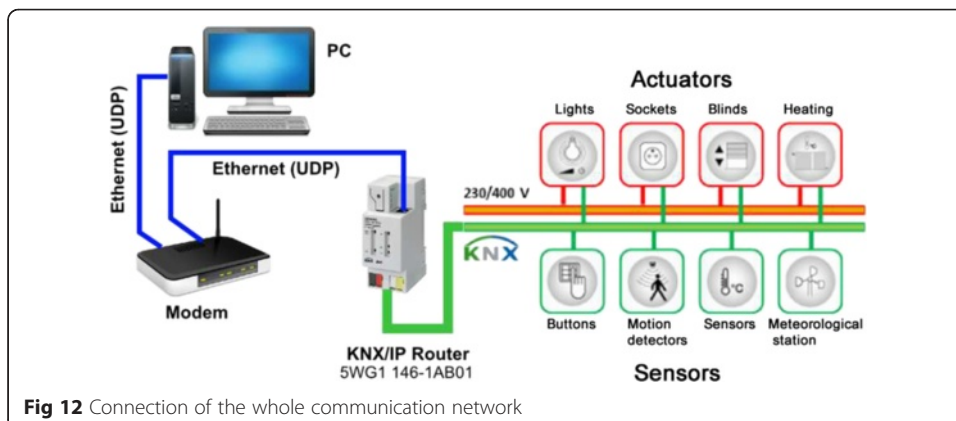 PC
Ethernet (UDP)
Ethernet (UDP)
Modem
KNX/IP Router
5WG1 146-1AB01
Actuators
Lights
Sockets
Blinds
Heating
230/400 V
KNX
°C
Buttons
Motion
detectors
Sensors
Meteorological
station
Sensors
Fig 12 Connection of the whole communication network